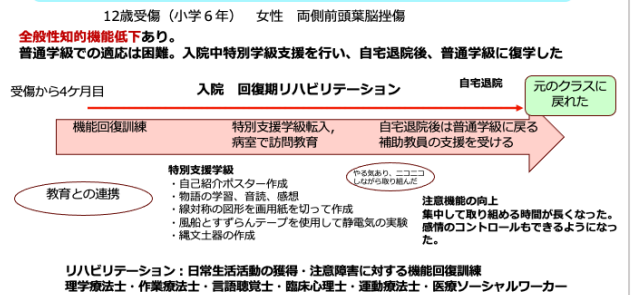 12歳受傷（小学６年）　女性　両側前頭葉脳挫傷
全般性知的機能低下あり。
普通学級での適応は困難。入院中特別学級支援を行い、自宅退院後、普通学級に復学した
受傷から4ケ月目
入院　回復期リハビリテーション
自宅退院
元のクラスに
戻れた
機能回復訓練
特別支援学級転入,
病室で訪問教育
自宅退院後は普通学級に戻る
補助教員の支援を受ける
教育との連携
特別支援学級
・自己紹介ポスター作成
・物語の学習、音読、感想
・線対称の図形を画用紙を切って作成
・風船とすずらんテープを使用して静電気の実験
・縄文土器の作成
やる気あり、ニコニコ
しながら取り組んだ
注意機能の向上
集中して取り組める時間が長くなった。
感情のコントロールもできるようになっ
た。
リハビリテーション：日常生活活動の獲得・注意障害に対する機能回復訓練
理学療法士・作業療法士・言語聴覚士・臨床心理士・運動療法士・医療ソーシャルワーカー